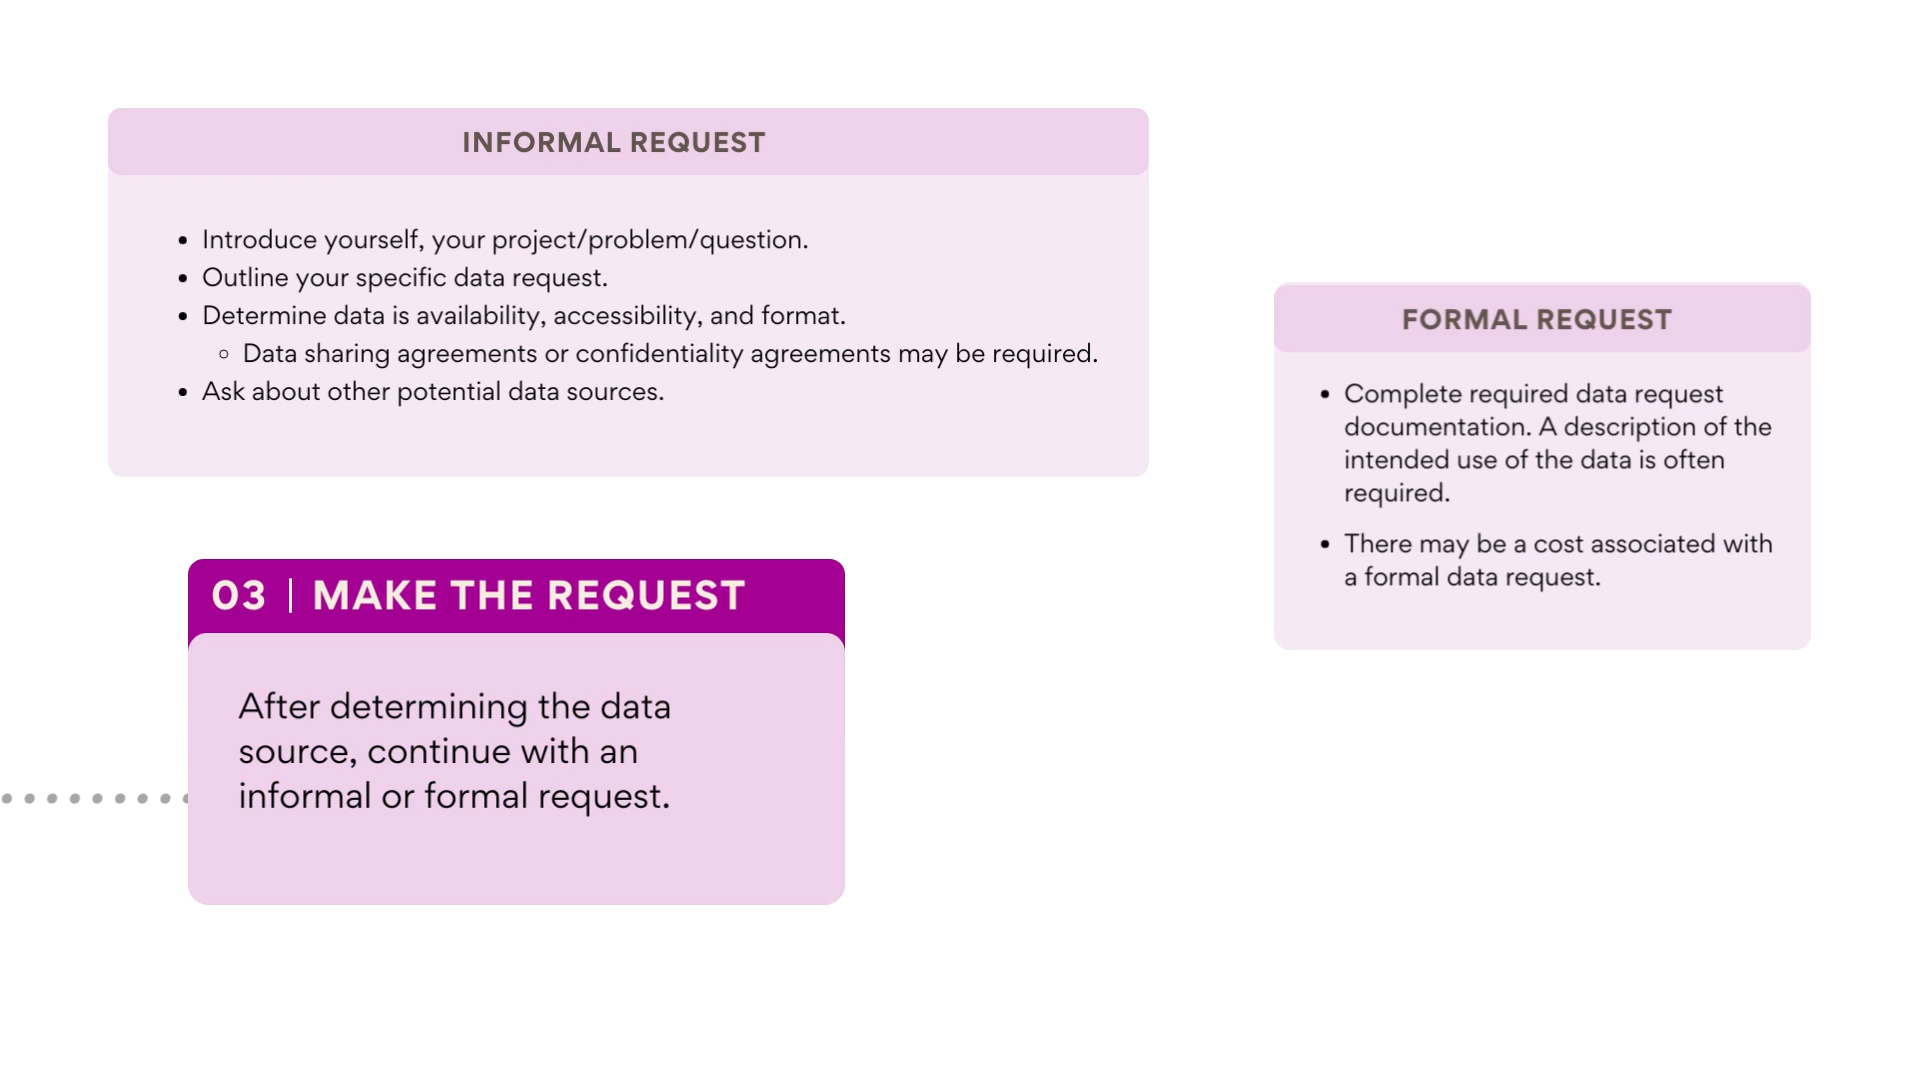 INFORMAL REQUEST
• Introduce yourself, your project/problem/question.
• Outline your specific data request.
• Determine data is availability, accessibility, and format.
◦ Data sharing agreements or confidentiality agreements may be required.
• Ask about other potential data sources.
FORMAL REQUEST
• Complete required data request
documentation. A description of the
intended use of the data is often
required.
• There may be a cost associated with
a formal data request.
03 | MAKE THE REQUEST
After determining the data
source, continue with an
informal or formal request.